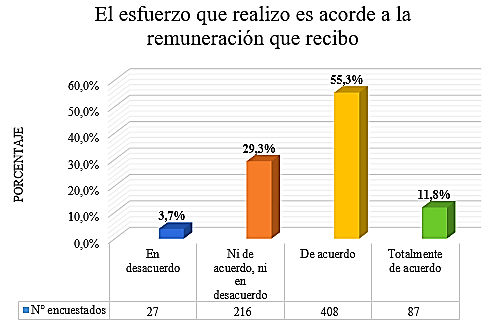 El esfuerzo que realizo es acorde a la
remuneración que recibo
PORCENTAJE
60,0%
50,0%
40,0%
30,0%
20,0%
10,0%
0,0%
3,7%
29,3%
55,3%
11,8%
En
desacuerdo
Ni de
acuerdo, ni
en
desacuerdo
De acuerdo
Totalmente
de acuerdo
N° encuestados 27 216 408 87